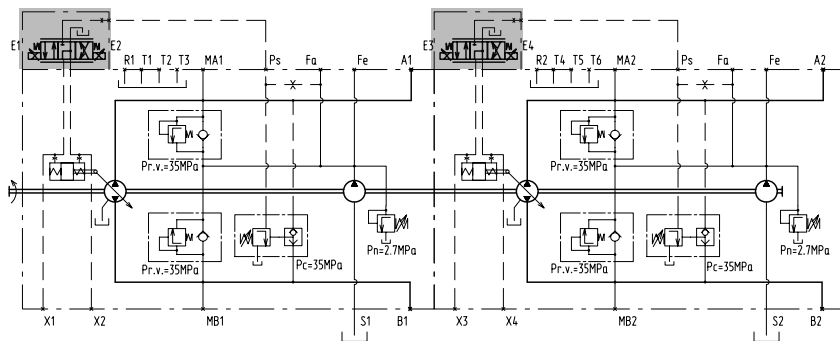 E1 E2 E3 E4
R1 T1 T2 T3 MA1 Ps Fa Fe A1 R2 T4 T5 T6 MA2 Ps Fa Fe A2
Pr.v.=35MPa Pr.v.=35MPa
Pn=2.7MPa Pn=2.7MPa
Pr.v.=35MPa Pc=35MPa Pr.v.=35MPa Pc=35MPa
X1 X2 MB1 S1 B1 X3 X4 MB2 S2 B2